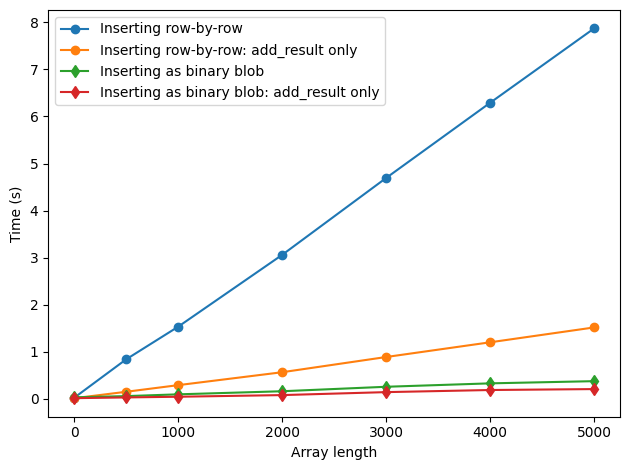 8
7
6
5
4
3
2
1
0
Time (s)
Inserting row-by-row
Inserting row-by-row: add_result only
Inserting as binary blob
Inserting as binary blob: add_result only
0 1000 2000 3000 4000 5000
Array length